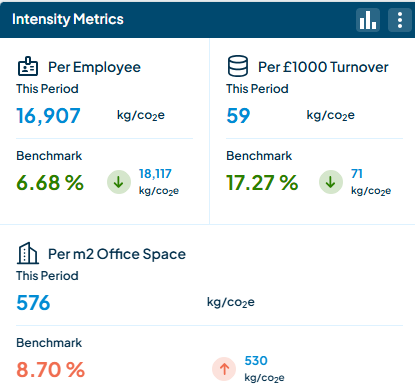 Intensity Metrics
Per Employee
This Period
16,907 kg/co₂e
Benchmark
6.68 % 18,117
kg/co₂e
Per £1000 Turnover
This Period
59 kg/co₂e
Benchmark
17.27 % 71
kg/co₂e
Per m2 Office Space
This Period
576 kg/co₂e
Benchmark
8.70 % 530
kg/co₂e